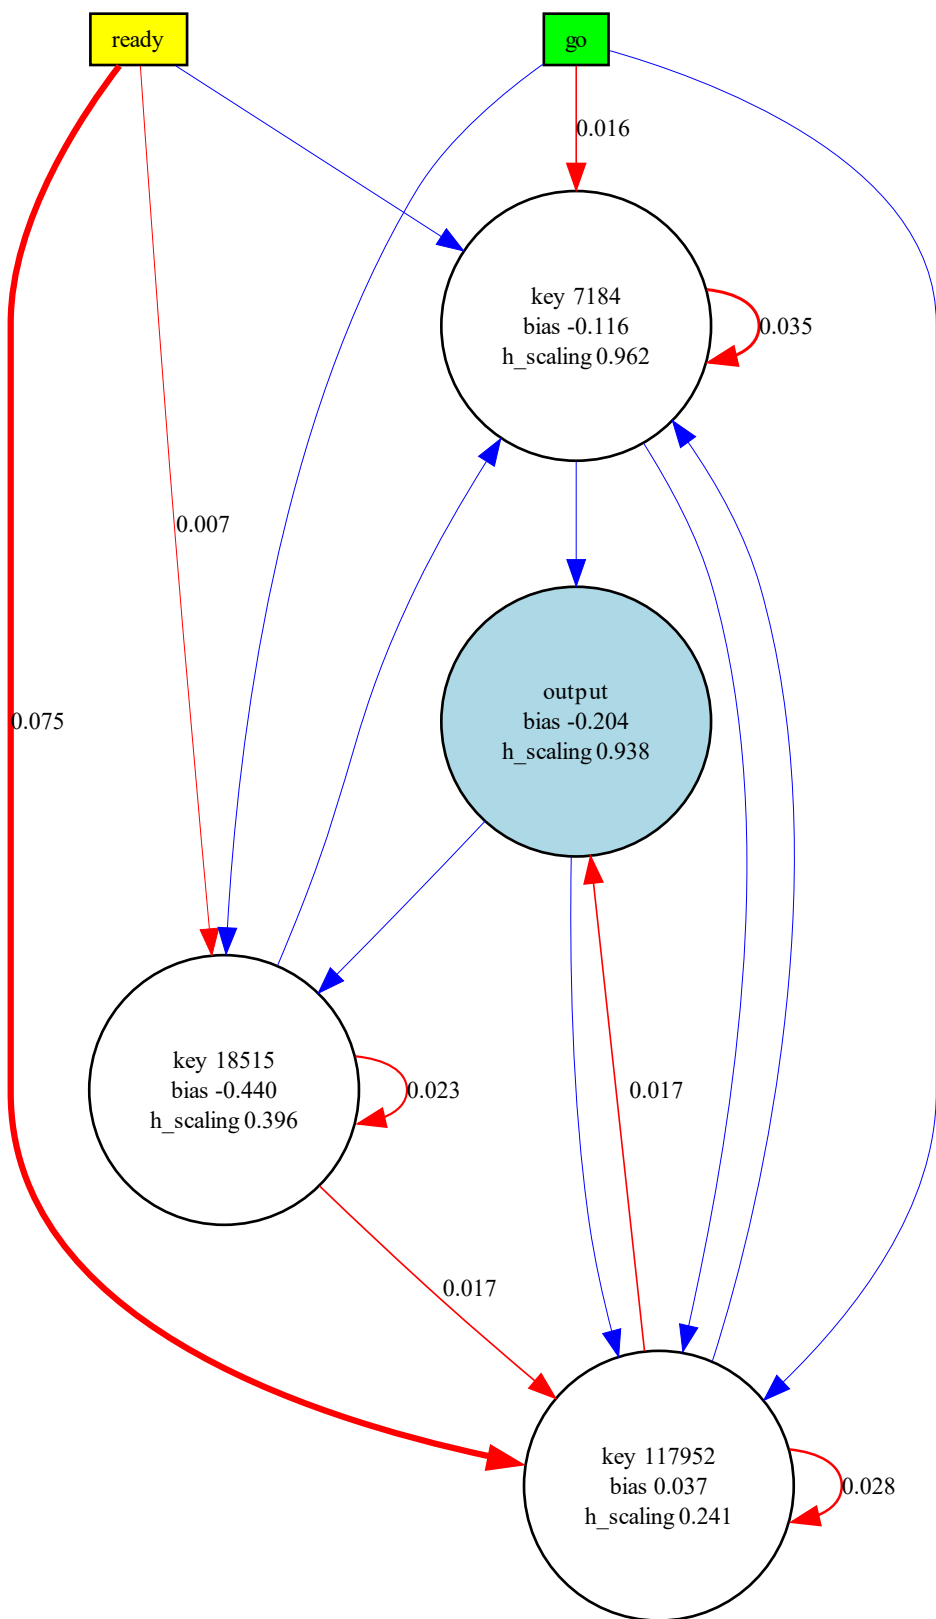 ready
go
0.016
key 7184
bias -0.116
h_scaling 0.962
0.035
0.007
output
bias -0.204
h_scaling 0.938
0.075
key 18515
bias -0.440
h_scaling 0.396
0.023
0.017
0.017
key 117952
bias 0.037
h_scaling 0.241
0.028